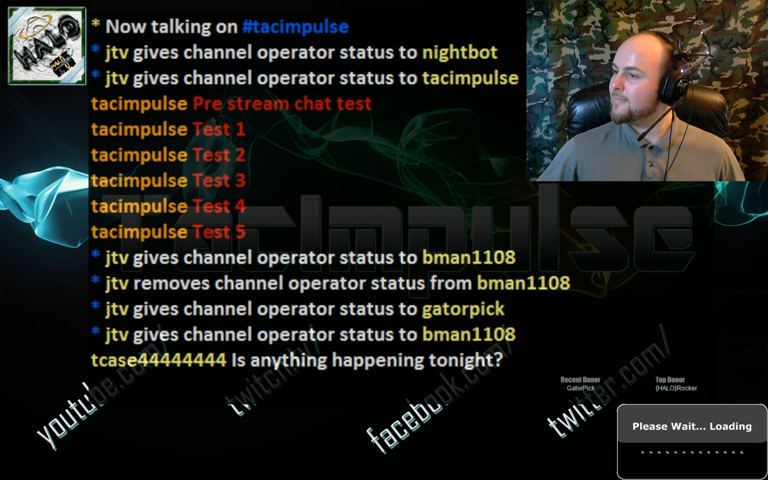 HALO
* Now talking on #tacimpulse
* jtv gives channel operator status to nightbot
* jtv gives channel operator status to tacimpulse
tacimpulse Pre stream chat test
tacimpulse Test 1
tacimpulse Test 2
tacimpulse Test 3
tacimpulse Test 4
tacimpulse Test 5
TacImpulse
* jtv gives channel operator status to bman1108
* jtv removes channel operator status from bman1108
* jtv gives channel operator status to gatorpick
* jtv gives channel operator status to bman1108
tcase44444444 Is anything happening tonight?
youtube.com/
twitch.tv/
facebook.com/
twitter.com/
Recent Donor
GatorPick
Top Donor
(HALO)Rocker
Please Wait... Loading